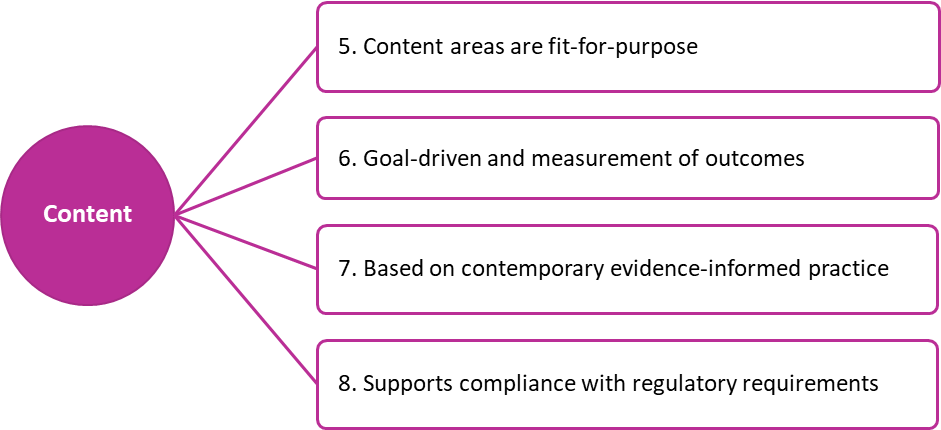 Content
5. Content areas are fit-for-purpose
6. Goal-driven and measurement of outcomes
7. Based on contemporary evidence-informed practice
8. Supports compliance with regulatory requirements